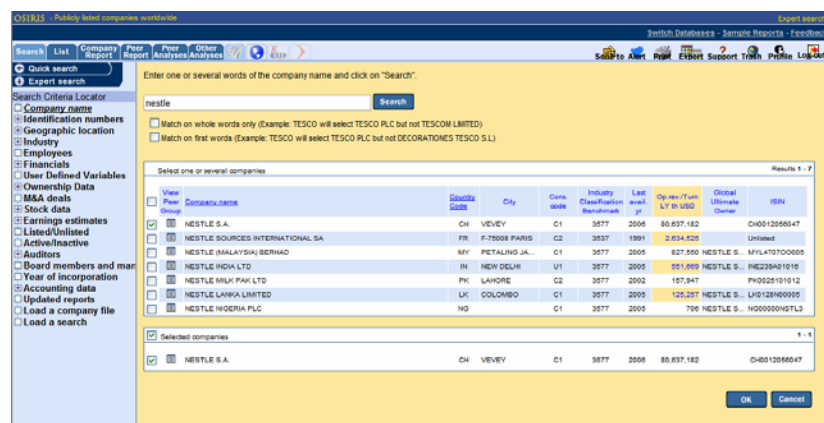 OSIRIS - Publicly listed companies worldwide
Expert search
Switch Databases - Sample Reports - Feedback
Search List Company Report Peer Report Peer Analyses Other Analyses
Send to Alert Print Export Support Train Profile Log out
Quick search
Expert search
Search Criteria Locator
Company name
Identification numbers
Geographic location
Industry
Employees
Financials
User Defined Variables
Ownership Data
M&A deals
Stock data
Earnings estimates
Listed/Unlisted
Active/Inactive
Auditors
Board members and man
Year of incorporation
Accounting data
Updated reports
Load a company file
Load a search
Enter one or several words of the company name and click on "Search".
nestle
Search
Match on whole words only (Example: TESCO will select TESCO PLC but not TESCOM LIMITED)
Match on first words (Example: TESCO will select TESCO PLC but not DECORATIONES TESCO S.L)
Select one or several companies Results 1 - 7
View Peer Group Company name Country Code City Cons. code Industry Classification Benchmark Last avail. yr Op.rev./Turn LY th USD Global Ultimate Owner ISIN
NESTLE S.A. CH VEVEY C1 3577 2006 80,637,182 CH0012056047
NESTLE SOURCES INTERNATIONAL SA FR F-75008 PARIS C2 3537 1991 2,634,526 Unlisted
NESTLE (MALAYSIA) BERHAD MY PETALING JA... C1 3577 2005 827,550 NESTLE S... MYL4707OO005
NESTLE INDIA LTD IN NEW DELHI U1 3577 2005 551,669 NESTLE S... INE239A01016
NESTLE MILK PAK LTD PK LAHORE C2 3577 2002 157,947 PK0025101012
NESTLE LANKA LIMITED LK COLOMBO C1 3577 2005 125,257 NESTLE S... LK0128N00005
NESTLE NIGERIA PLC NG C1 3577 2005 706 NESTLE S... NG00000NSTL3
Selected companies 1 - 1
NESTLE S.A. CH VEVEY C1 3577 2006 80,637,182 CH0012056047
OK Cancel